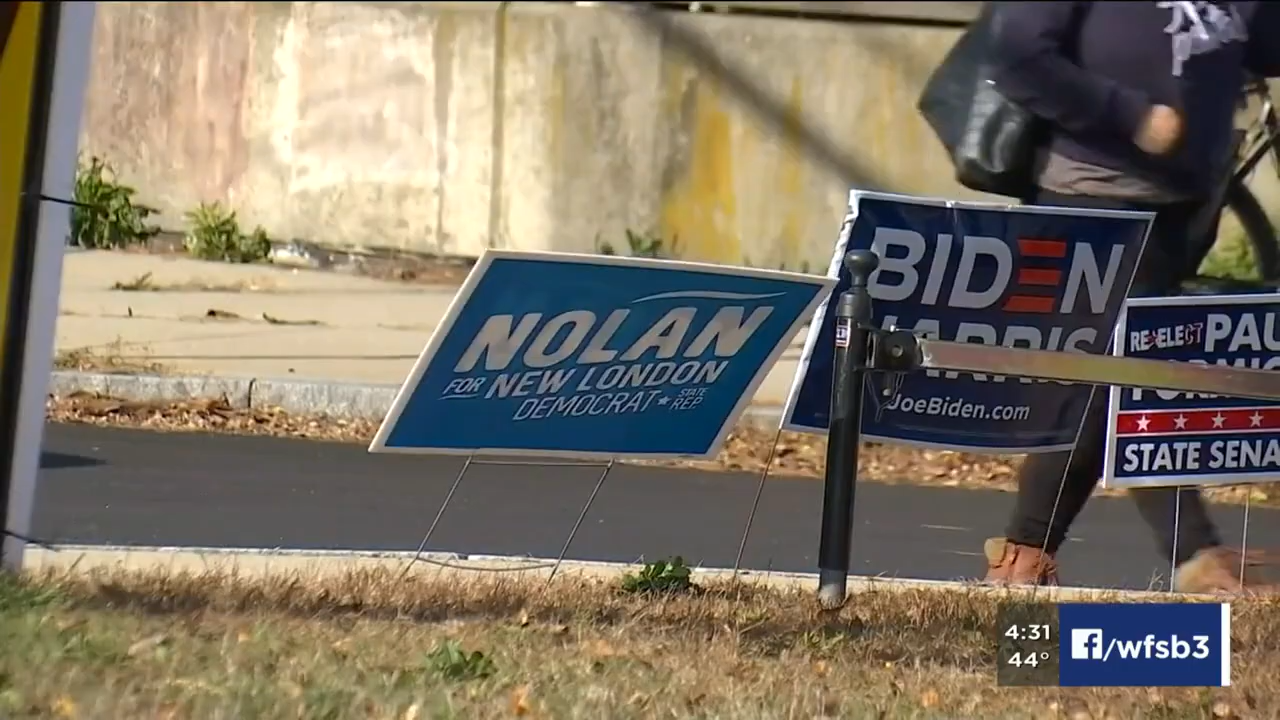 NOLAN
FOR NEW LONDON
DEMOCRAT★STATE REP
BIDEN
HARRIS
JoeBiden.com
RE★ELECT PAU
STATE SENA
4:31
44°
f/wfsb3